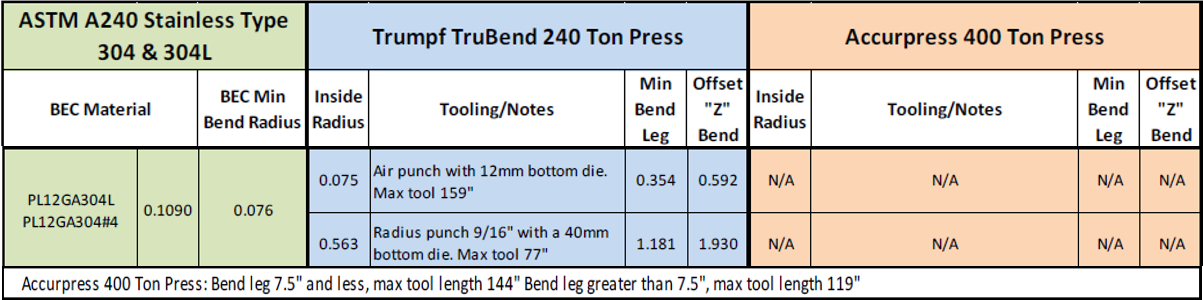 ASTM A240 Stainless Type
304 & 304L
Trumpf TruBend 240 Ton Press
Accurpress 400 Ton Press
BEC Material
BEC Min
Bend Radius
Inside
Radius
Tooling/Notes
Min
Bend
Leg
Offset
"Z"
Bend
Inside
Radius
Tooling/Notes
Min
Bend
Leg
Offset
"Z"
Bend
PL12GA304L
PL12GA304#4
0.1090
0.076
0.075
Air punch with 12mm bottom die.
Max tool 159"
0.354
0.592
N/A
N/A
N/A
N/A
0.563
Radius punch 9/16" with a 40mm
bottom die. Max tool 77"
1.181
1.930
N/A
N/A
N/A
N/A
Accurpress 400 Ton Press: Bend leg 7.5" and less, max tool length 144" Bend leg greater than 7.5", max tool length 119"